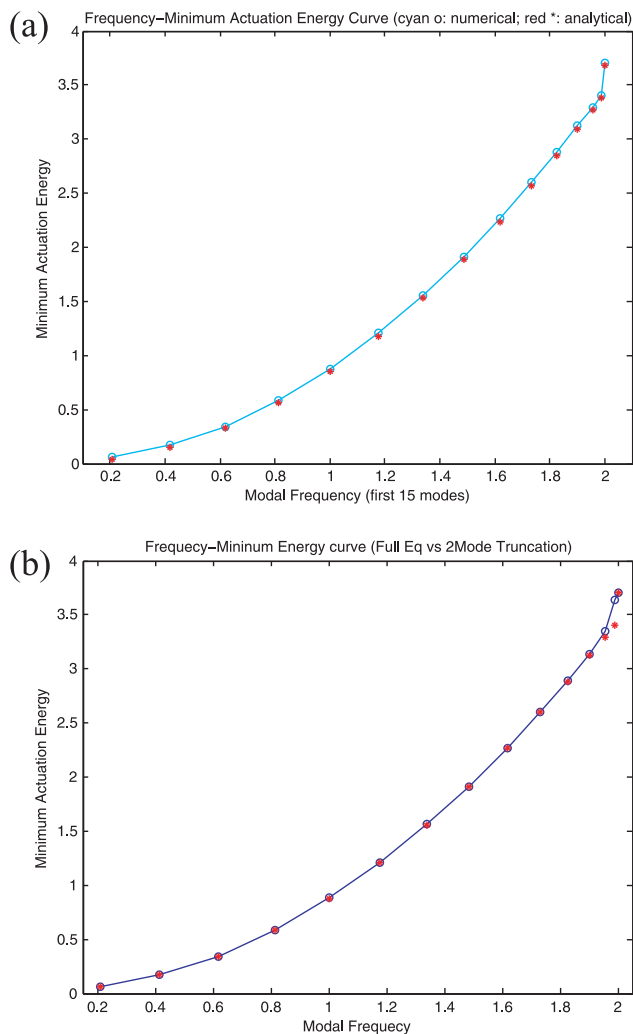 (a)
Frequency–Minimum Actuation Energy Curve (cyan o: numerical; red *: analytical)
4
3.5
3
2.5
2
1.5
1
0.5
0
Minimum Actuation Energy
0.2 0.4 0.6 0.8 1 1.2 1.4 1.6 1.8 2
Modal Frequency (first 15 modes)
(b)
Frequecy–Mininum Energy curve (Full Eq vs 2Mode Truncation)
4
3.5
3
2.5
2
1.5
1
0.5
0
Minimum Actuation Energy
0.2 0.4 0.6 0.8 1 1.2 1.4 1.6 1.8 2
Modal Frequecy